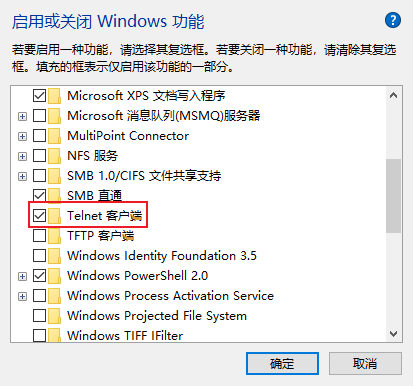 启用或关闭 Windows 功能
若要启用一种功能，请选择其复选框。若要关闭一种功能，请清除其复选
框。填充的框表示仅启用该功能的一部分。
Microsoft XPS 文档写入程序
Microsoft 消息队列(MSMQ)服务器
MultiPoint Connector
NFS 服务
SMB 1.0/CIFS 文件共享支持
SMB 直通
Telnet 客户端
TFTP 客户端
Windows Identity Foundation 3.5
Windows PowerShell 2.0
Windows Process Activation Service
Windows Projected File System
Windows TIFF IFilter
确定 取消